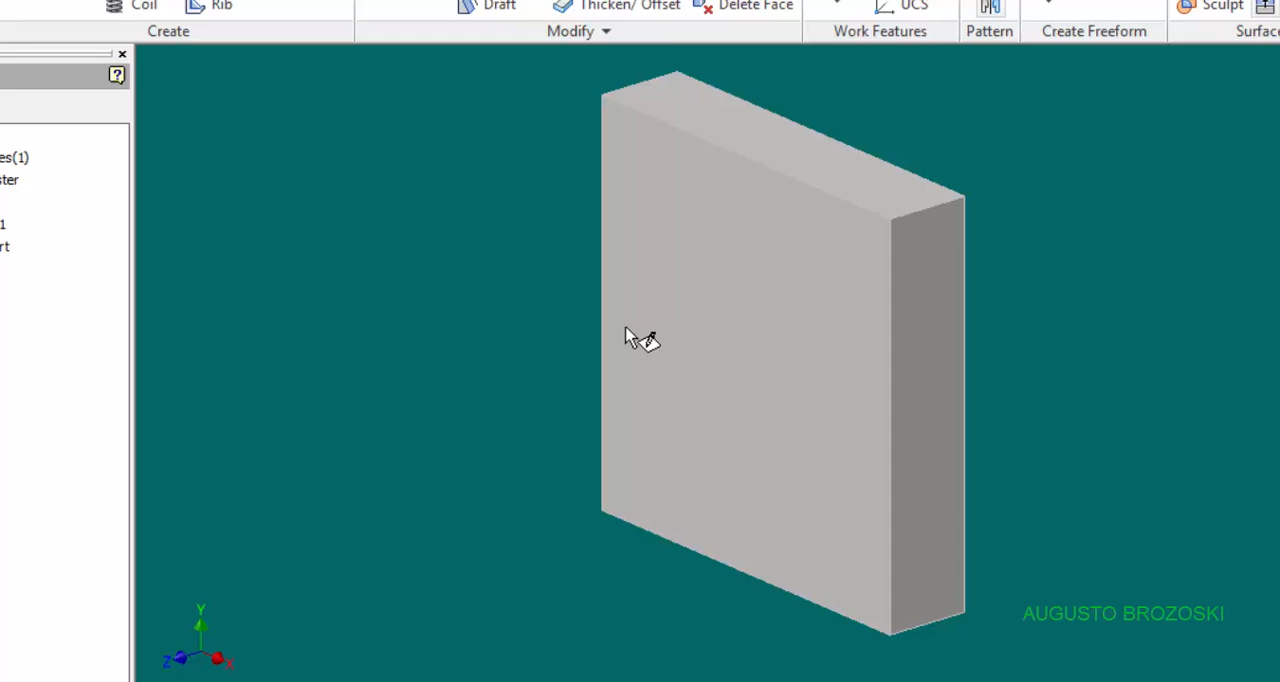 Coil Rib Draft Thicken/ Offset Delete Face UCS Sculpt
Create Modify Work Features Pattern Create Freeform Surface
es(1)
ster
1
rt
Y
Z X
AUGUSTO BROZOSKI